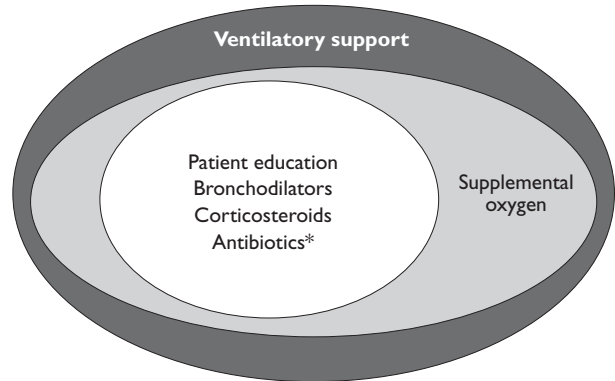 Ventilatory support
Patient education
Bronchodilators
Corticosteroids
Antibiotics*
Supplemental
oxygen